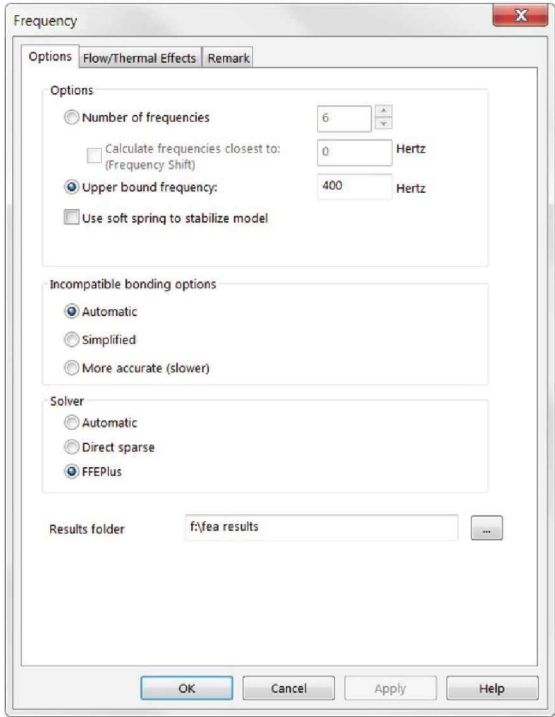 Frequency
X
Options Flow/Thermal Effects Remark
Options
Number of frequencies 6
Calculate frequencies closest to: 0 Hertz
(Frequency Shift)
Upper bound frequency: 400 Hertz
Use soft spring to stabilize model
Incompatible bonding options
Automatic
Simplified
More accurate (slower)
Solver
Automatic
Direct sparse
FFEPlus
Results folder f:\fea results ...
OK Cancel Apply Help